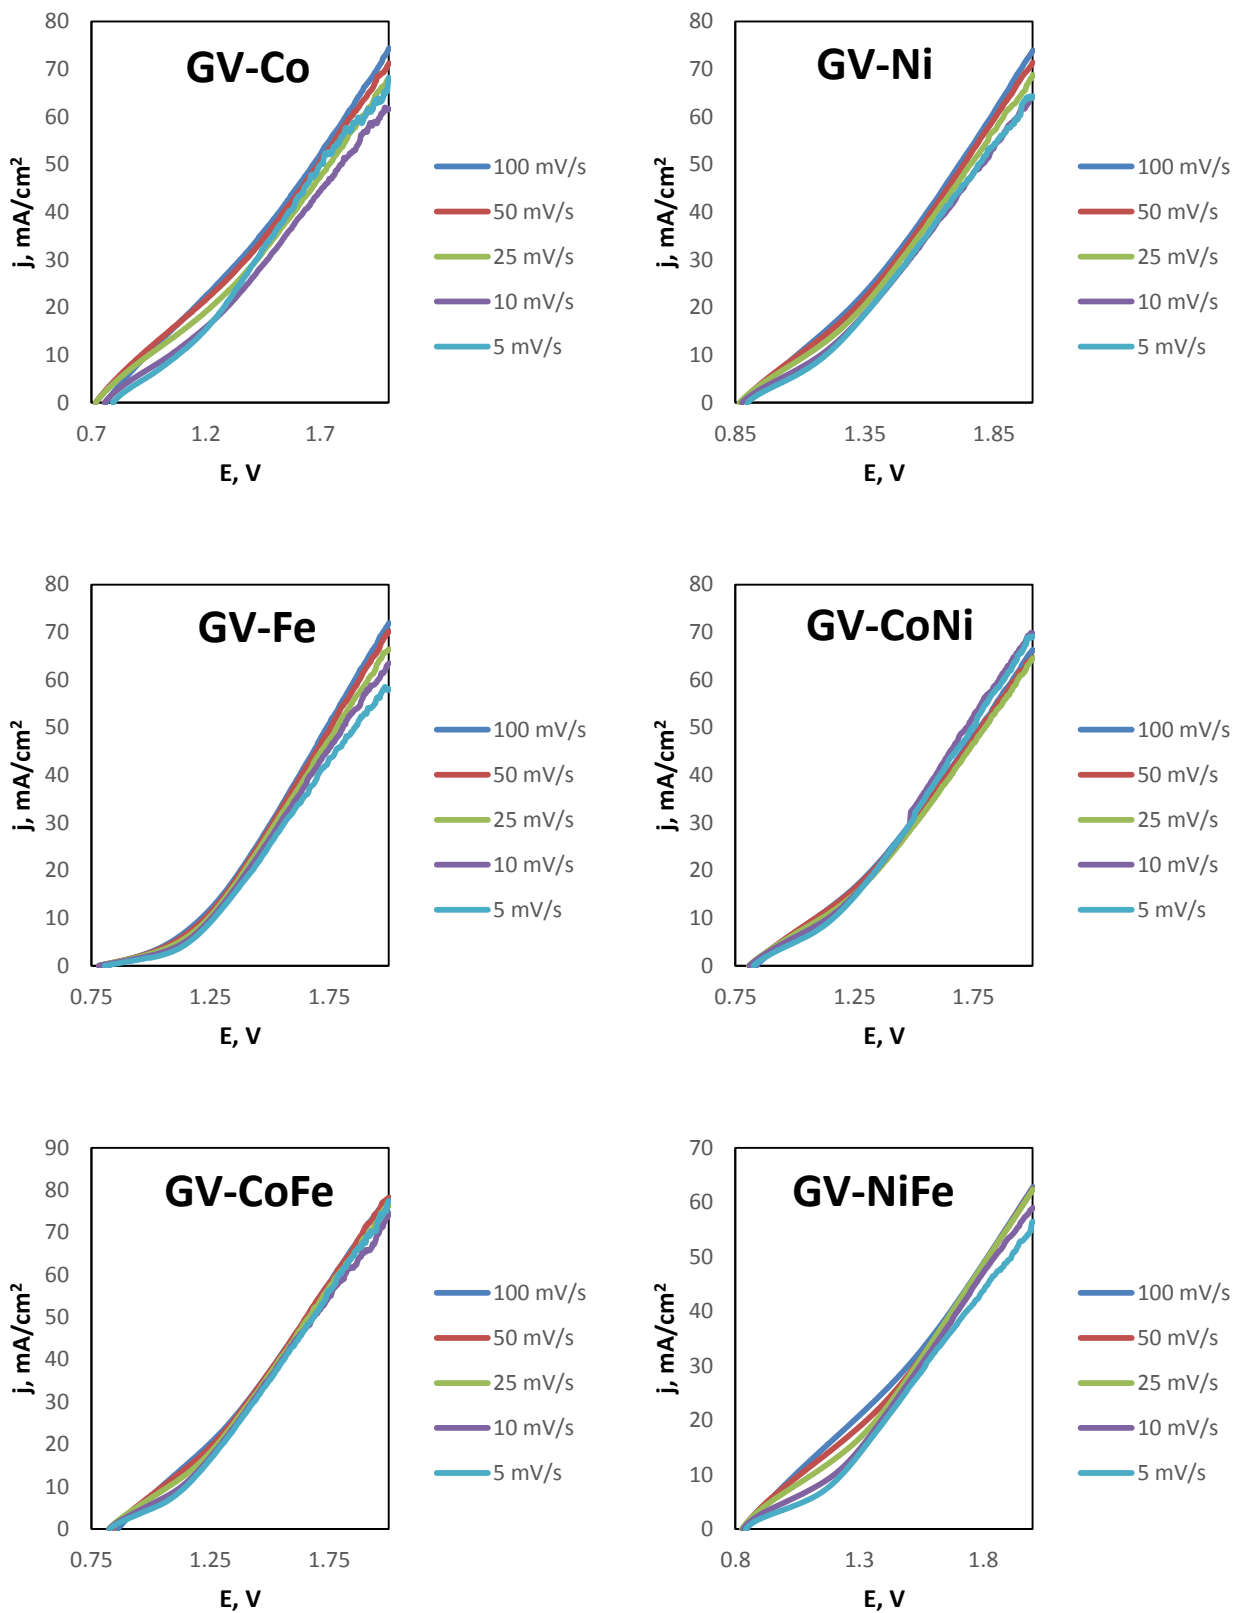 GV-Co
80
70
60
50
40
30
20
10
0
j, mA/cm²
0.7 1.2 1.7
E, V
100 mV/s
50 mV/s
25 mV/s
10 mV/s
5 mV/s
GV-Ni
80
70
60
50
40
30
20
10
0
j, mA/cm²
0.85 1.35 1.85
E, V
100 mV/s
50 mV/s
25 mV/s
10 mV/s
5 mV/s
GV-Fe
80
70
60
50
40
30
20
10
0
j, mA/cm²
0.75 1.25 1.75
E, V
100 mV/s
50 mV/s
25 mV/s
10 mV/s
5 mV/s
GV-CoNi
80
70
60
50
40
30
20
10
0
j, mA/cm²
0.75 1.25 1.75
E, V
100 mV/s
50 mV/s
25 mV/s
10 mV/s
5 mV/s
GV-CoFe
90
80
70
60
50
40
30
20
10
0
j, mA/cm²
0.75 1.25 1.75
E, V
100 mV/s
50 mV/s
25 mV/s
10 mV/s
5 mV/s
GV-NiFe
70
60
50
40
30
20
10
0
j, mA/cm²
0.8 1.3 1.8
E, V
100 mV/s
50 mV/s
25 mV/s
10 mV/s
5 mV/s